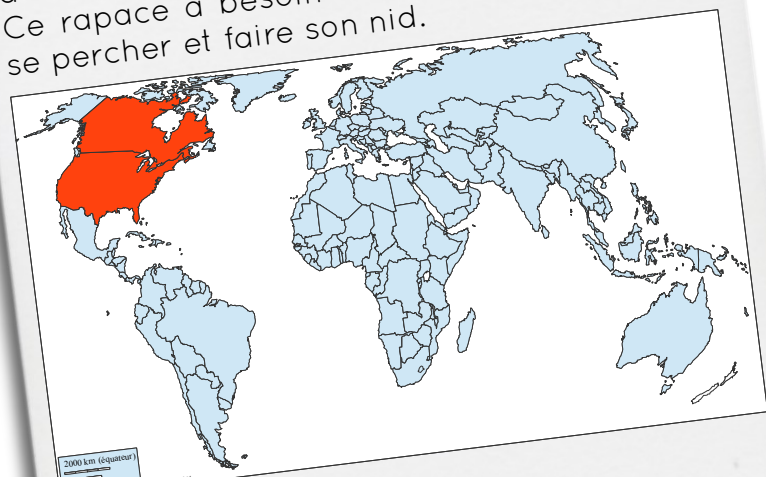 Ce rapace a besoin
se percher et faire son nid.
2000 km (équateur)